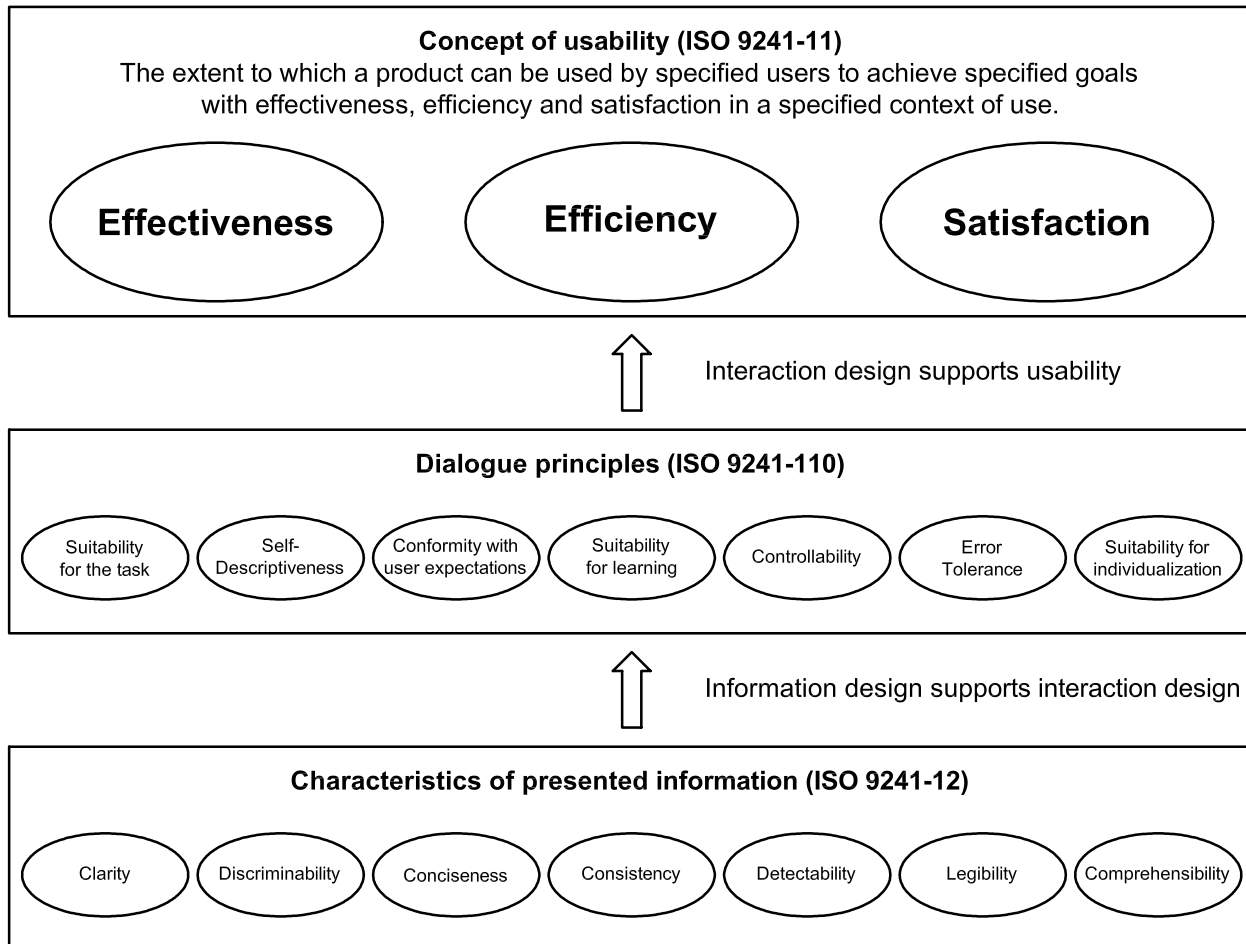 Concept of usability (ISO 9241-11)
The extent to which a product can be used by specified users to achieve specified goals
with effectiveness, efficiency and satisfaction in a specified context of use.
Effectiveness
Efficiency
Satisfaction
Interaction design supports usability
Dialogue principles (ISO 9241-110)
Suitability
for the task
Self-
Descriptiveness
Conformity with
user expectations
Suitability
for learning
Controllability
Error
Tolerance
Suitability for
individualization
Information design supports interaction design
Characteristics of presented information (ISO 9241-12)
Clarity
Discriminability
Conciseness
Consistency
Detectability
Legibility
Comprehensibility